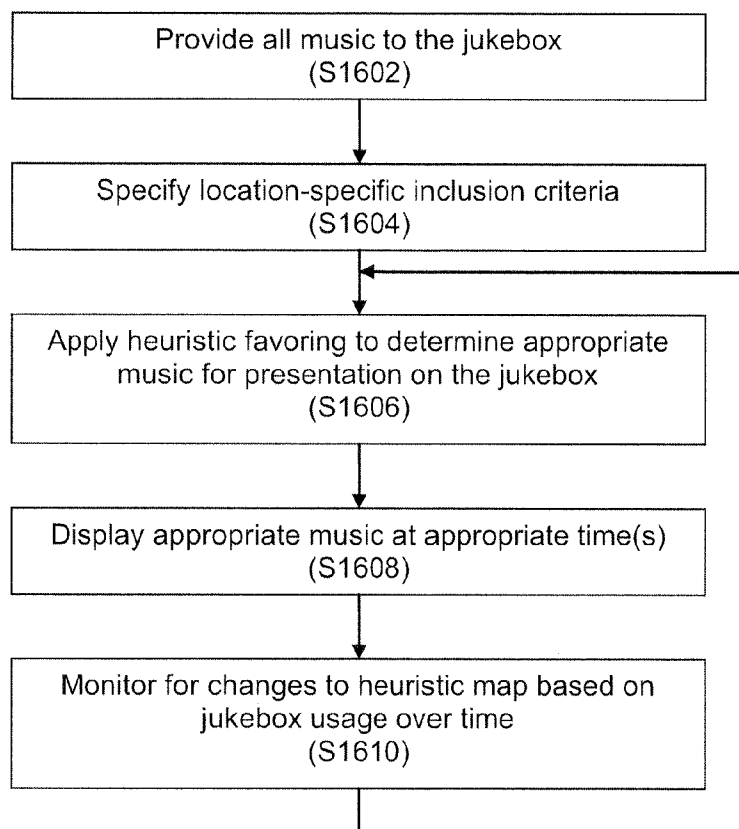 Provide all music to the jukebox
(S1602)
Specify location-specific inclusion criteria
(S1604)
Apply heuristic favoring to determine appropriate
music for presentation on the jukebox
(S1606)
Display appropriate music at appropriate time(s)
(S1608)
Monitor for changes to heuristic map based on
jukebox usage over time
(S1610)